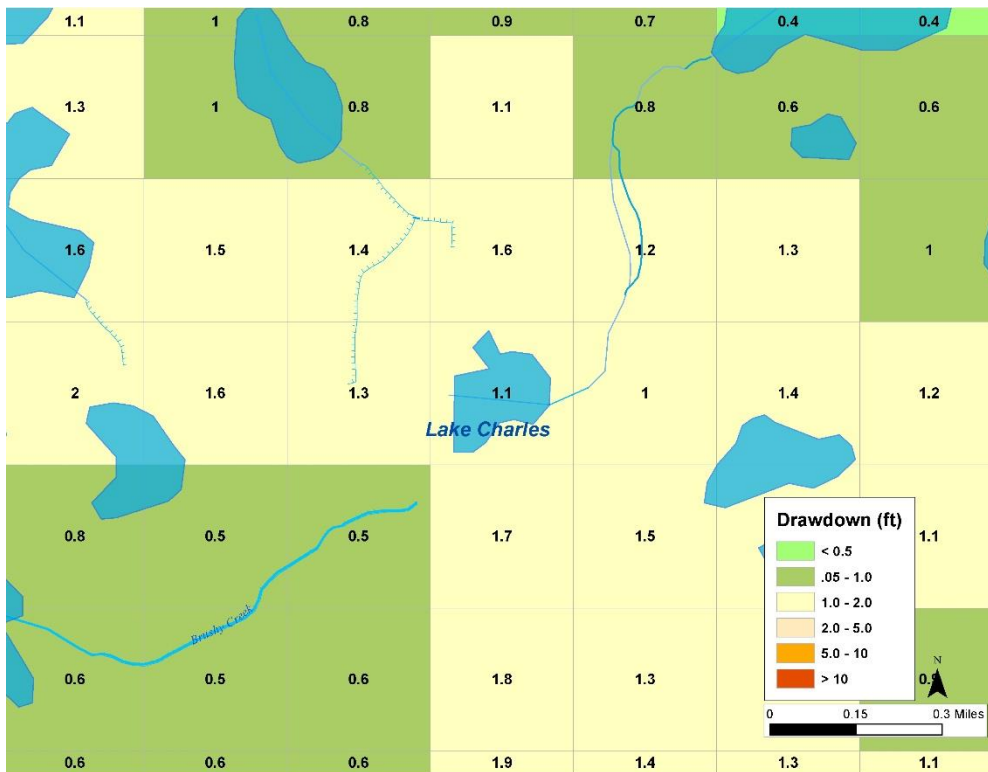 1.1 1 0.8 0.9 0.7 0.4 0.4
1.3 1 0.8 1.1 0.8 0.6 0.6
1.6 1.5 1.4 1.6 1.2 1.3 1
2 1.6 1.3 1.1 1 1.4 1.2
Lake Charles
0.8 0.5 0.5 1.7 1.5 1.1
Brushy Creek
0.6 0.5 0.6 1.8 1.3
0.6 0.6 0.6 1.9 1.4 1.3 1.1
Drawdown (ft)
< 0.5
.05 - 1.0
1.0 - 2.0
2.0 - 5.0
5.0 - 10
> 10
N
0 0.15 0.3 Miles